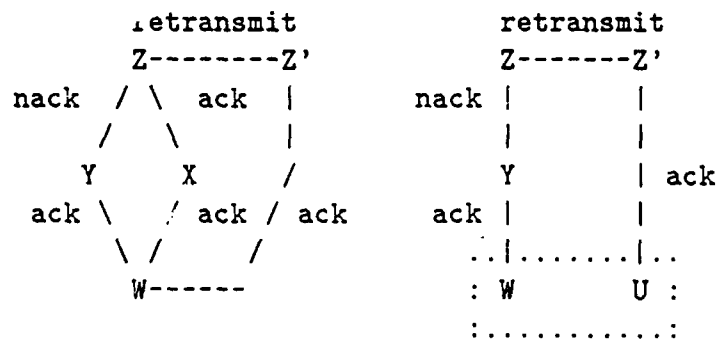 retransmit retransmit
Z--------Z' Z-------Z'
nack / \ ack | nack | |
/ \ | | |
Y X / Y | ack
ack \ / ack / ack ack | |
\ / / ..|.......|..
W------ : W U :
:...........: